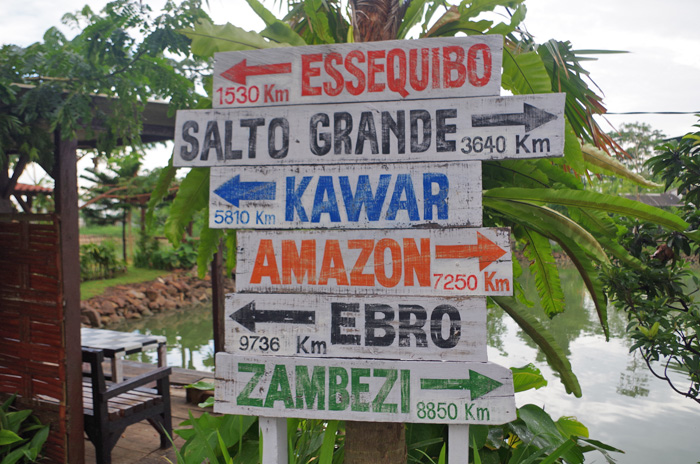 ESSEQUIBO
1530 Km
SALTO GRANDE 3640 Km
KAWAR
5810 Km
AMAZON
7250 Km
EBRO
9736 Km
ZAMBEZI
8850 Km